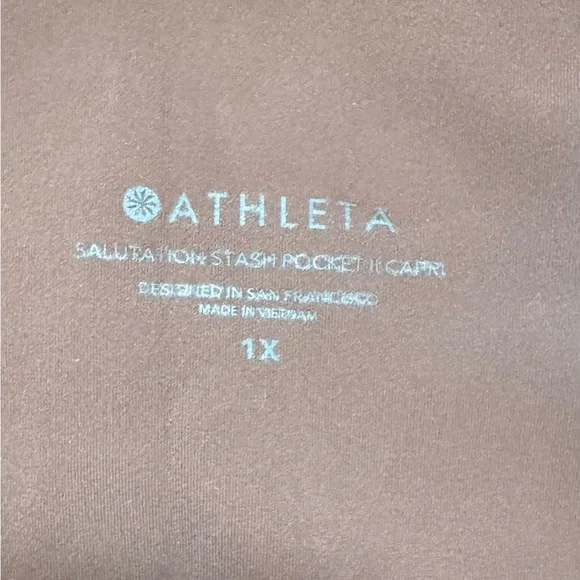 ATHLETA
SALUTATION STASH POCKET II CAPRI
DESIGNED IN SAN FRANCISCO
MADE IN VIETNAM
1X